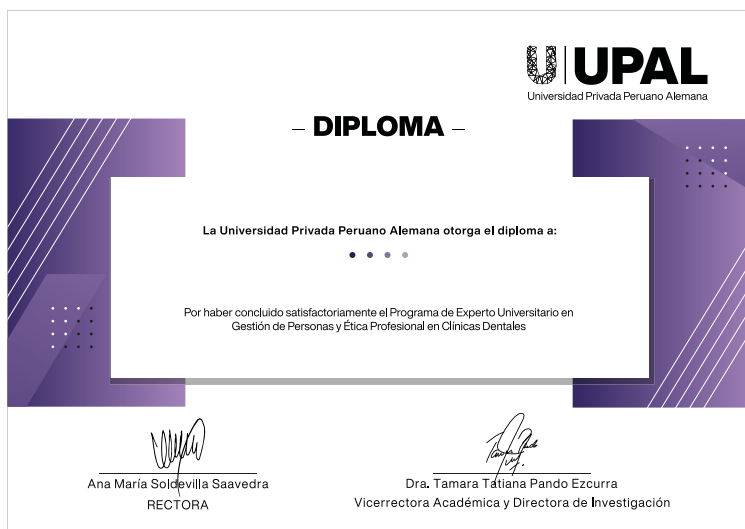 UPAL
Universidad Privada Peruano Alemana
– DIPLOMA –
La Universidad Privada Peruano Alemana otorga el diploma a:
Por haber concluido satisfactoriamente el Programa de Experto Universitario en
Gestión de Personas y Ética Profesional en Clínicas Dentales
Ana María Soldevilla Saavedra
RECTORA
Dra. Tamara Tatiana Pando Ezcurra
Vicerrectora Académica y Directora de Investigación